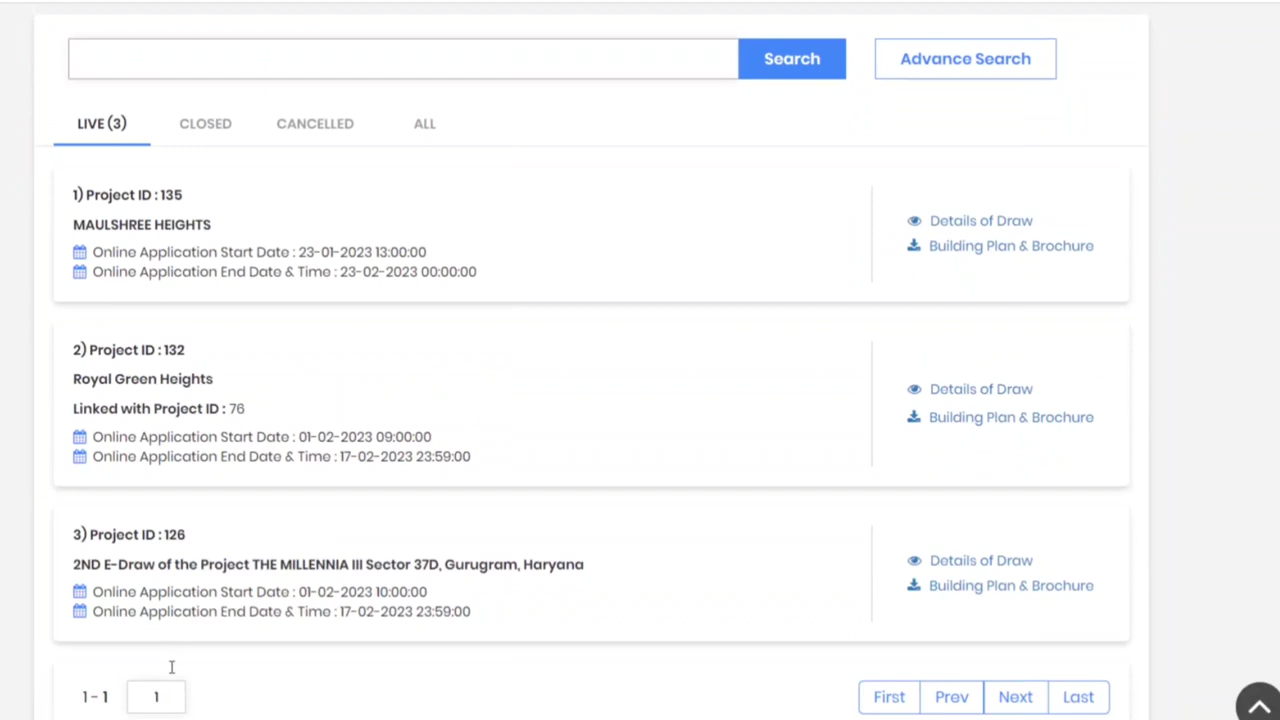 Search
Advance Search
LIVE (3)
CLOSED
CANCELLED
ALL
1) Project ID : 135
MAULSHREE HEIGHTS
Online Application Start Date : 23-01-2023 13:00:00
Online Application End Date & Time : 23-02-2023 00:00:00
Details of Draw
Building Plan & Brochure
2) Project ID : 132
Royal Green Heights
Linked with Project ID : 76
Online Application Start Date : 01-02-2023 09:00:00
Online Application End Date & Time : 17-02-2023 23:59:00
Details of Draw
Building Plan & Brochure
3) Project ID : 126
2ND E-Draw of the Project THE MILLENNIA III Sector 37D, Gurugram, Haryana
Online Application Start Date : 01-02-2023 10:00:00
Online Application End Date & Time : 17-02-2023 23:59:00
Details of Draw
Building Plan & Brochure
1 - 1
1
First
Prev
Next
Last